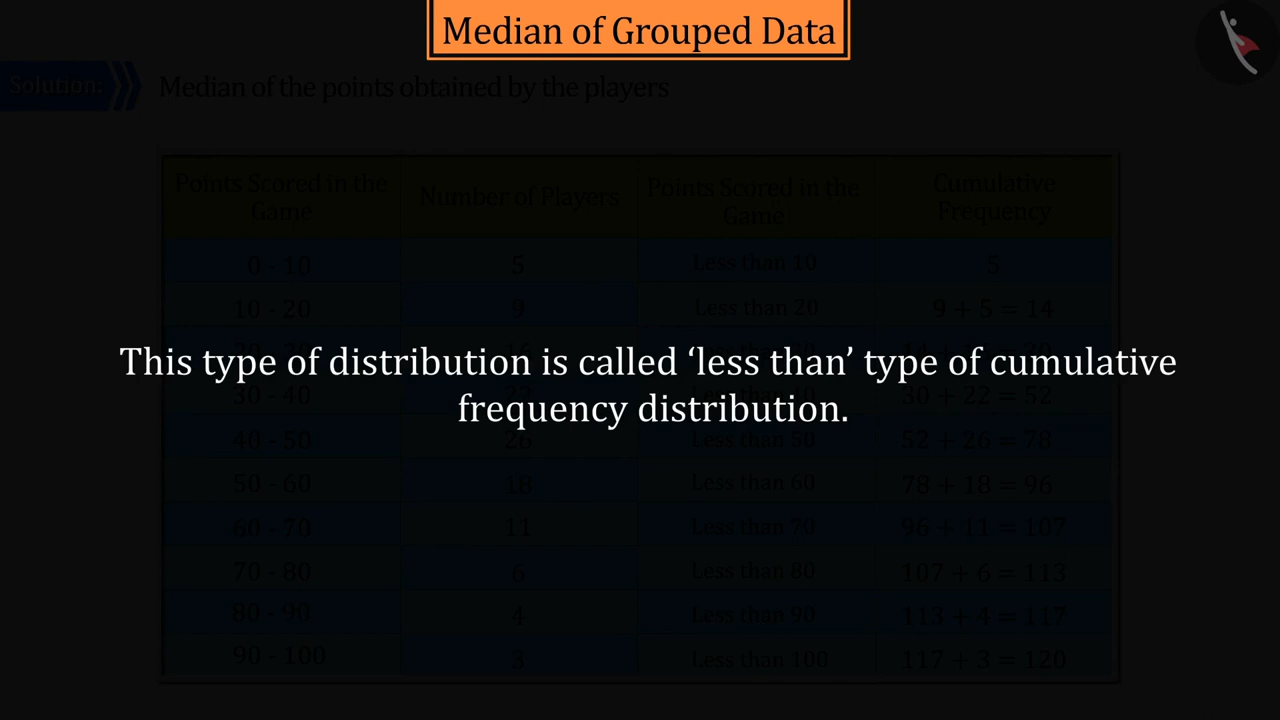 Median of Grouped Data
Solution: Median of the points obtained by the players
Points Scored in the Game Number of Players Points Scored in the Game Cumulative Frequency
0 - 10 5 Less than 10 5
10 - 20 9 Less than 20 9 + 5 = 14
This type of distribution is called ‘less than’ type of cumulative
30 - 40 30 + 22 = 52
frequency distribution.
40 - 50 26 Less than 50 52 + 26 = 78
50 - 60 18 Less than 60 78 + 18 = 96
60 - 70 11 Less than 70 96 + 11 = 107
70 - 80 6 Less than 80 107 + 6 = 113
80 - 90 4 Less than 90 113 + 4 = 117
90 - 100 3 Less than 100 117 + 3 = 120